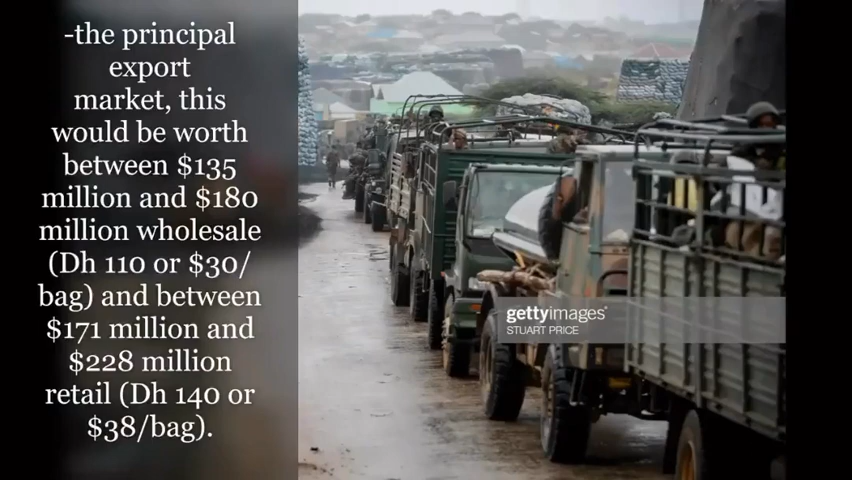 -the principal
export
market, this
would be worth
between $135
million and $180
million wholesale
(Dh 110 or $30/
bag) and between
$171 million and
$228 million
retail (Dh 140 or
$38/bag).
gettyimages®
STUART PRICE